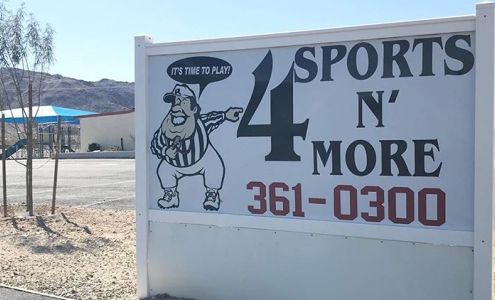 IT'S TIME TO PLAY!
4 SPORTS
N'
MORE
361-0300